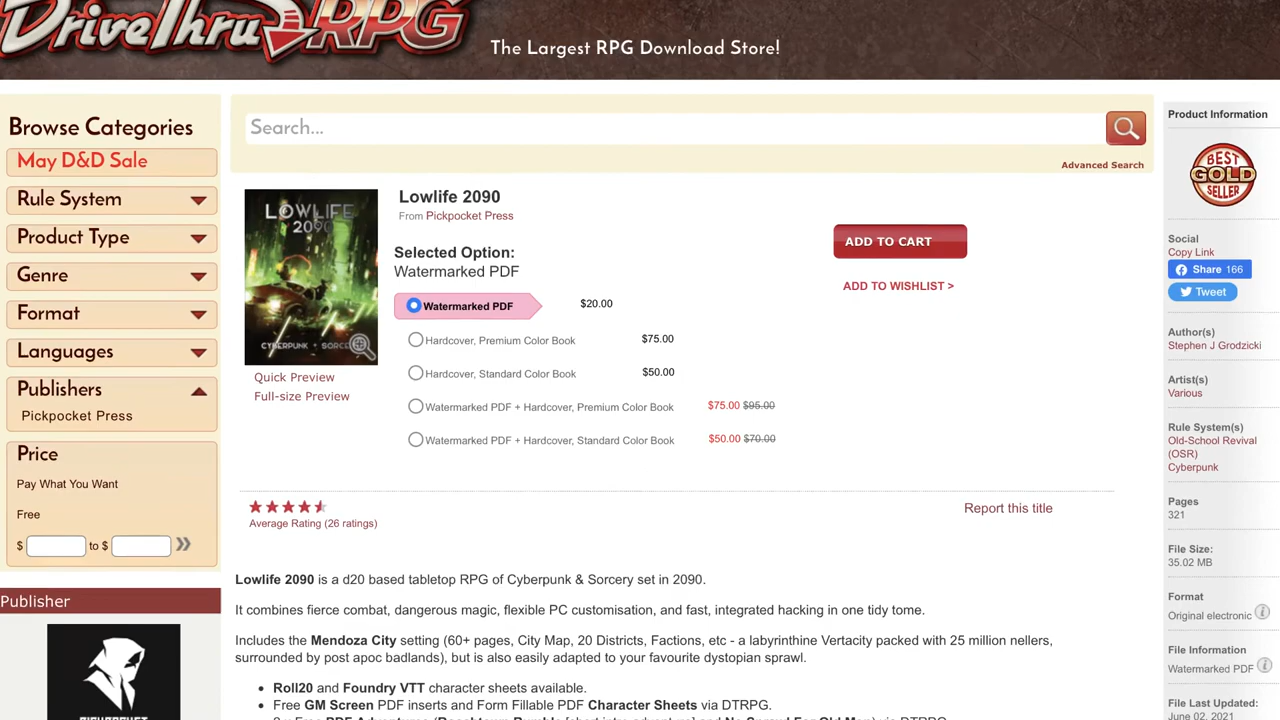 DriveThruRPG
The Largest RPG Download Store!
Browse Categories
May D&D Sale
Rule System
Product Type
Genre
Format
Languages
Publishers
Pickpocket Press
Price
Pay What You Want
Free
$ to $
Publisher
Search...
Advanced Search
LOWLIFE
2090
Quick Preview
Full-size Preview
Lowlife 2090
From Pickpocket Press
Selected Option:
Watermarked PDF
Watermarked PDF $20.00
Hardcover, Premium Color Book $75.00
Hardcover, Standard Color Book $50.00
Watermarked PDF + Hardcover, Premium Color Book $75.00 $95.00
Watermarked PDF + Hardcover, Standard Color Book $50.00 $70.00
ADD TO CART
ADD TO WISHLIST >
Average Rating (26 ratings)
Report this title
Lowlife 2090 is a d20 based tabletop RPG of Cyberpunk & Sorcery set in 2090.
It combines fierce combat, dangerous magic, flexible PC customisation, and fast, integrated hacking in one tidy tome.
Includes the Mendoza City setting (60+ pages, City Map, 20 Districts, Factions, etc - a labyrinthine Vertacity packed with 25 million nellers,
surrounded by post apoc badlands), but is also easily adapted to your favourite dystopian sprawl.
• Roll20 and Foundry VTT character sheets available.
• Free GM Screen PDF inserts and Form Fillable PDF Character Sheets via DTRPG.
Product Information
BEST
GOLD
SELLER
Social
Copy Link
Share 166
Tweet
Author(s)
Stephen J Grodzicki
Artist(s)
Various
Rule System(s)
Old-School Revival
(OSR)
Cyberpunk
Pages
321
File Size:
35.02 MB
Format
Original electronic
File Information
Watermarked PDF
File Last Updated:
June 02, 2021